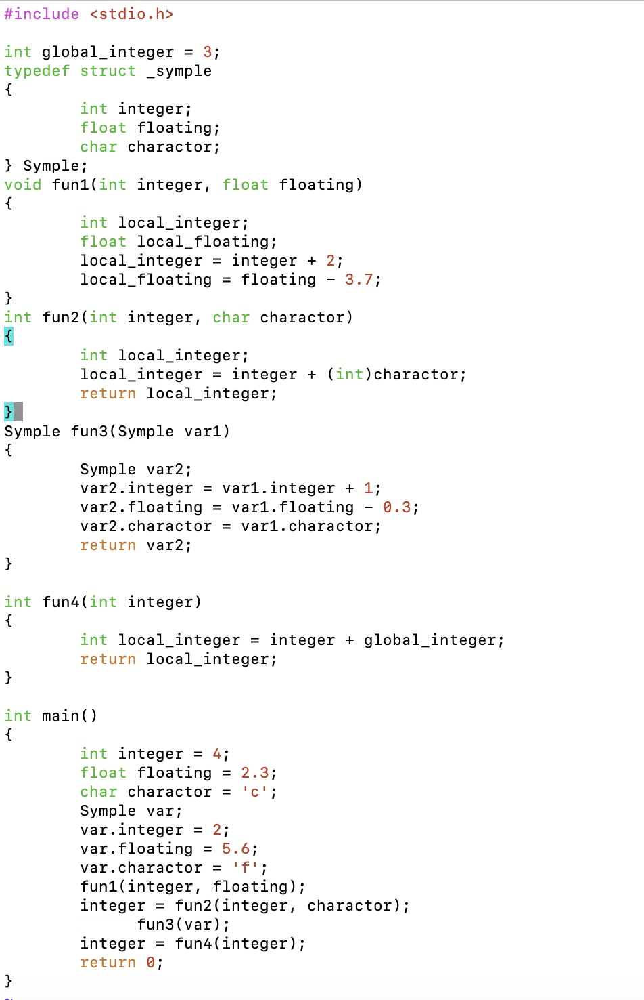 #include <stdio.h>

int global_integer = 3;
typedef struct _symple
{
        int integer;
        float floating;
        char charactor;
} Symple;
void fun1(int integer, float floating)
{
        int local_integer;
        float local_floating;
        local_integer = integer + 2;
        local_floating = floating - 3.7;
}
int fun2(int integer, char charactor)
{
        int local_integer;
        local_integer = integer + (int)charactor;
        return local_integer;
}
Symple fun3(Symple var1)
{
        Symple var2;
        var2.integer = var1.integer + 1;
        var2.floating = var1.floating - 0.3;
        var2.charactor = var1.charactor;
        return var2;
}

int fun4(int integer)
{
        int local_integer = integer + global_integer;
        return local_integer;
}

int main()
{
        int integer = 4;
        float floating = 2.3;
        char charactor = 'c';
        Symple var;
        var.integer = 2;
        var.floating = 5.6;
        var.charactor = 'f';
        fun1(integer, floating);
        integer = fun2(integer, charactor);
              fun3(var);
        integer = fun4(integer);
        return 0;
}